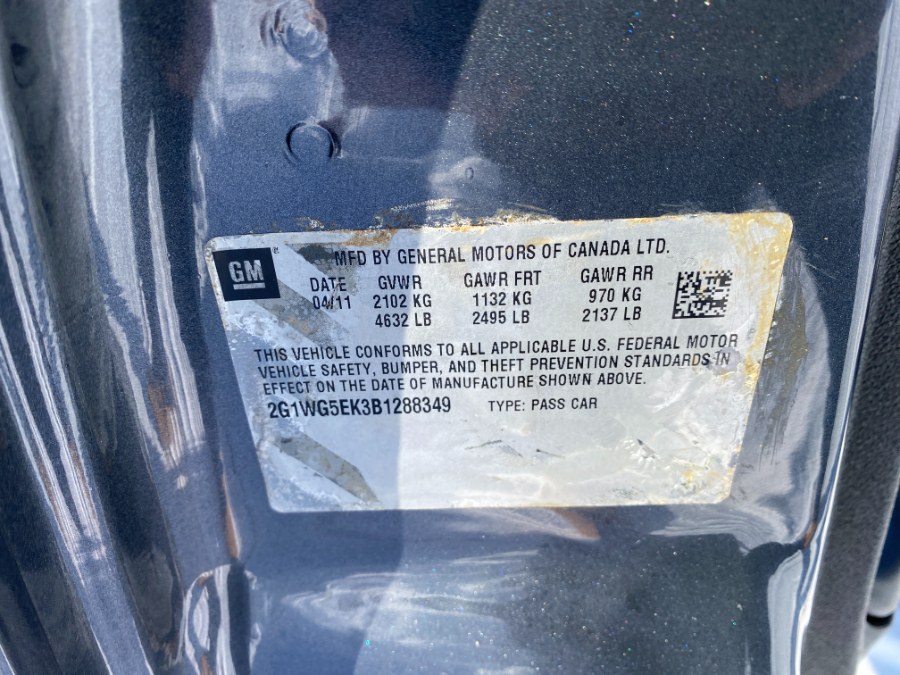 GM
MFD BY GENERAL MOTORS OF CANADA LTD.
DATE GVWR GAWR FRT GAWR RR
04/11 2102 KG 1132 KG 970 KG
4632 LB 2495 LB 2137 LB
THIS VEHICLE CONFORMS TO ALL APPLICABLE U.S. FEDERAL MOTOR
VEHICLE SAFETY, BUMPER, AND THEFT PREVENTION STANDARDS IN
EFFECT ON THE DATE OF MANUFACTURE SHOWN ABOVE.
2G1WG5EK3B1288349 TYPE: PASS CAR